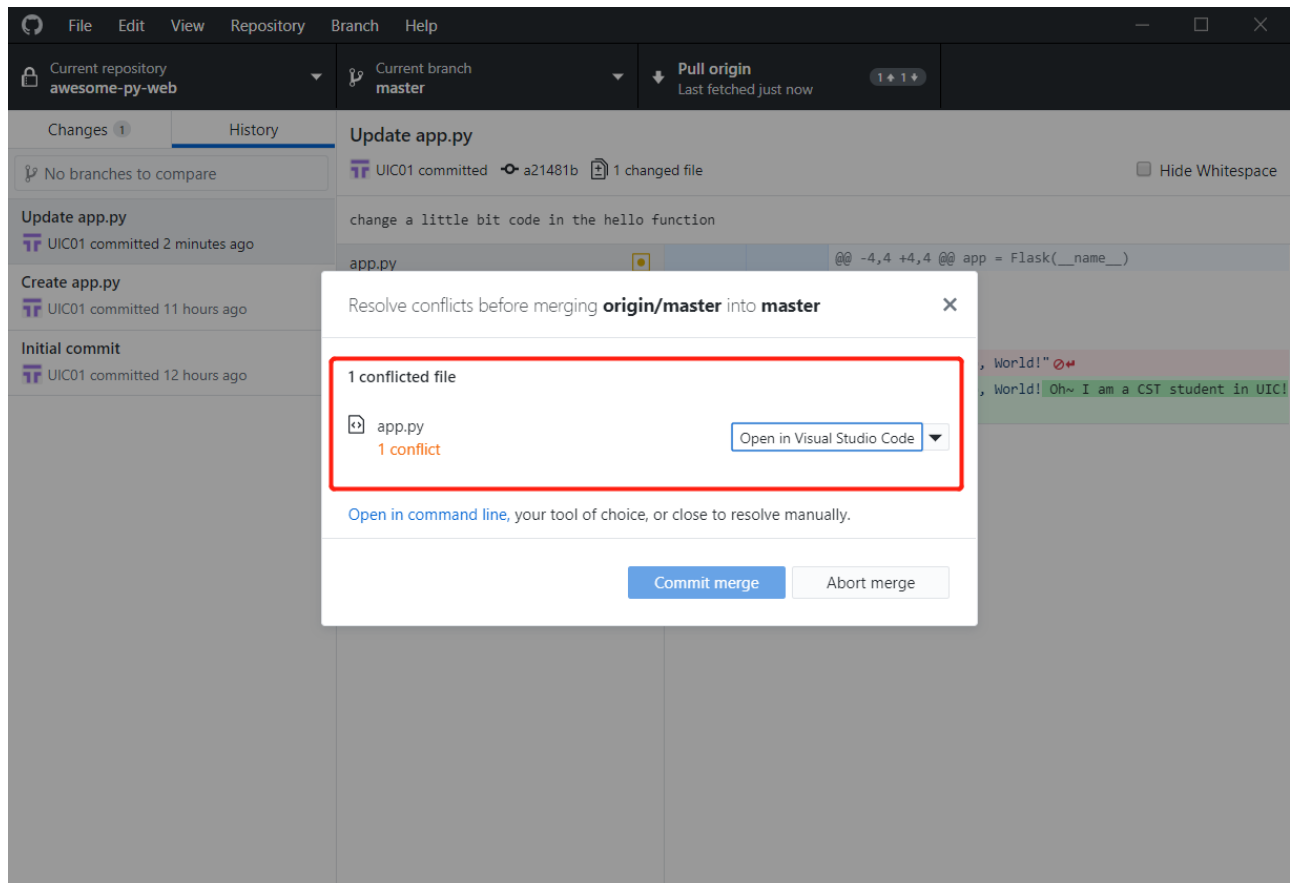 File Edit View Repository Branch Help
Current repository
awesome-py-web
Current branch
master
Pull origin
Last fetched just now
1 1
Changes 1 History
No branches to compare
Update app.py
UIC01 committed 2 minutes ago
Create app.py
UIC01 committed 11 hours ago
Initial commit
UIC01 committed 12 hours ago
Update app.py
UIC01 committed a21481b 1 changed file
Hide Whitespace
change a little bit code in the hello function
app.py
@@ -4,4 +4,4 @@ app = Flask(__name__)
, World!"
, World! Oh~ I am a CST student in UIC!
Resolve conflicts before merging origin/master into master
1 conflicted file
app.py
1 conflict
Open in Visual Studio Code
Open in command line, your tool of choice, or close to resolve manually.
Commit merge
Abort merge